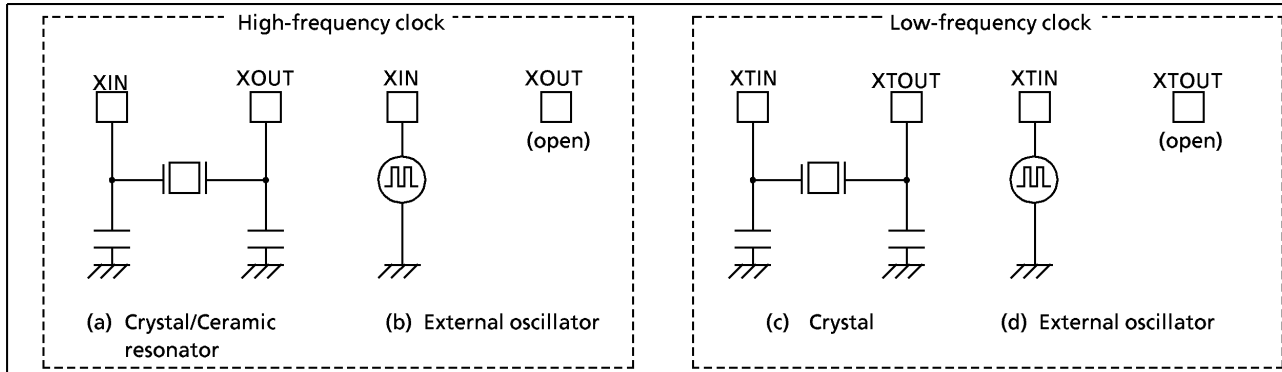 High-frequency clock
Low-frequency clock
XIN
XOUT
XIN
XOUT
(open)
XTIN
XTOUT
XTIN
XTOUT
(open)
(a) Crystal/Ceramic
resonator
(b) External oscillator
(c) Crystal
(d) External oscillator